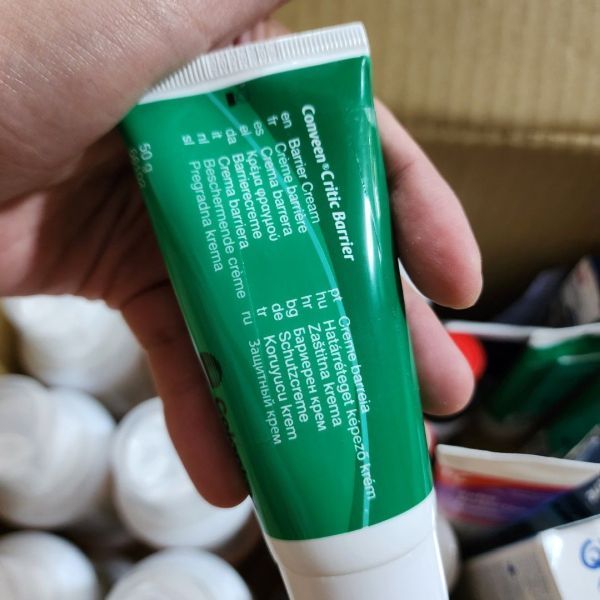 Conveen® Critic Barrier
en Barrier Cream
fr Crème barrière
es Crema barrera
el Κρέμα φραγμού
da Barrierecreme
it Crema barriera
nl Beschermende crème
sl Pregradna krema
pt Creme barreia
hu Határréteget képező krém
hr Zaštitna krema
bg Бариерен крем
de Schutzcreme
tr Koruyucu krem
ru Защитный крем
50 g